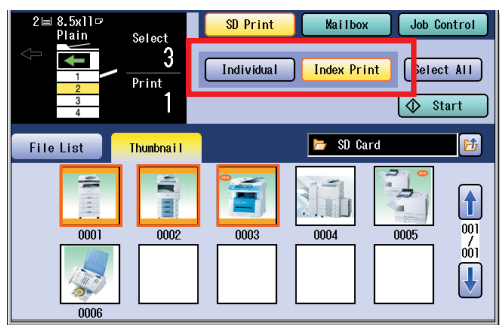 2 8.5x11
Plain
Select
3
Print
1
1
2
3
4
SD Print
Mailbox
Job Control
Individual
Index Print
Select All
Start
File List
Thumbnail
SD Card
0001
0002
0003
0004
0005
001
/
001
0006